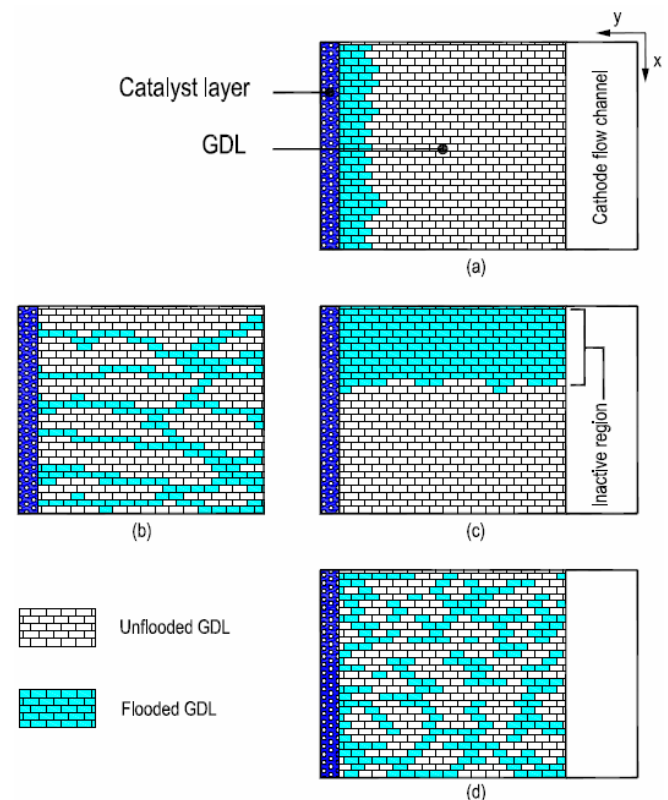 y
x
Catalyst layer
GDL
Cathode flow channel
(a)
Inactive region
(b)
(c)
Unflooded GDL
Flooded GDL
(d)